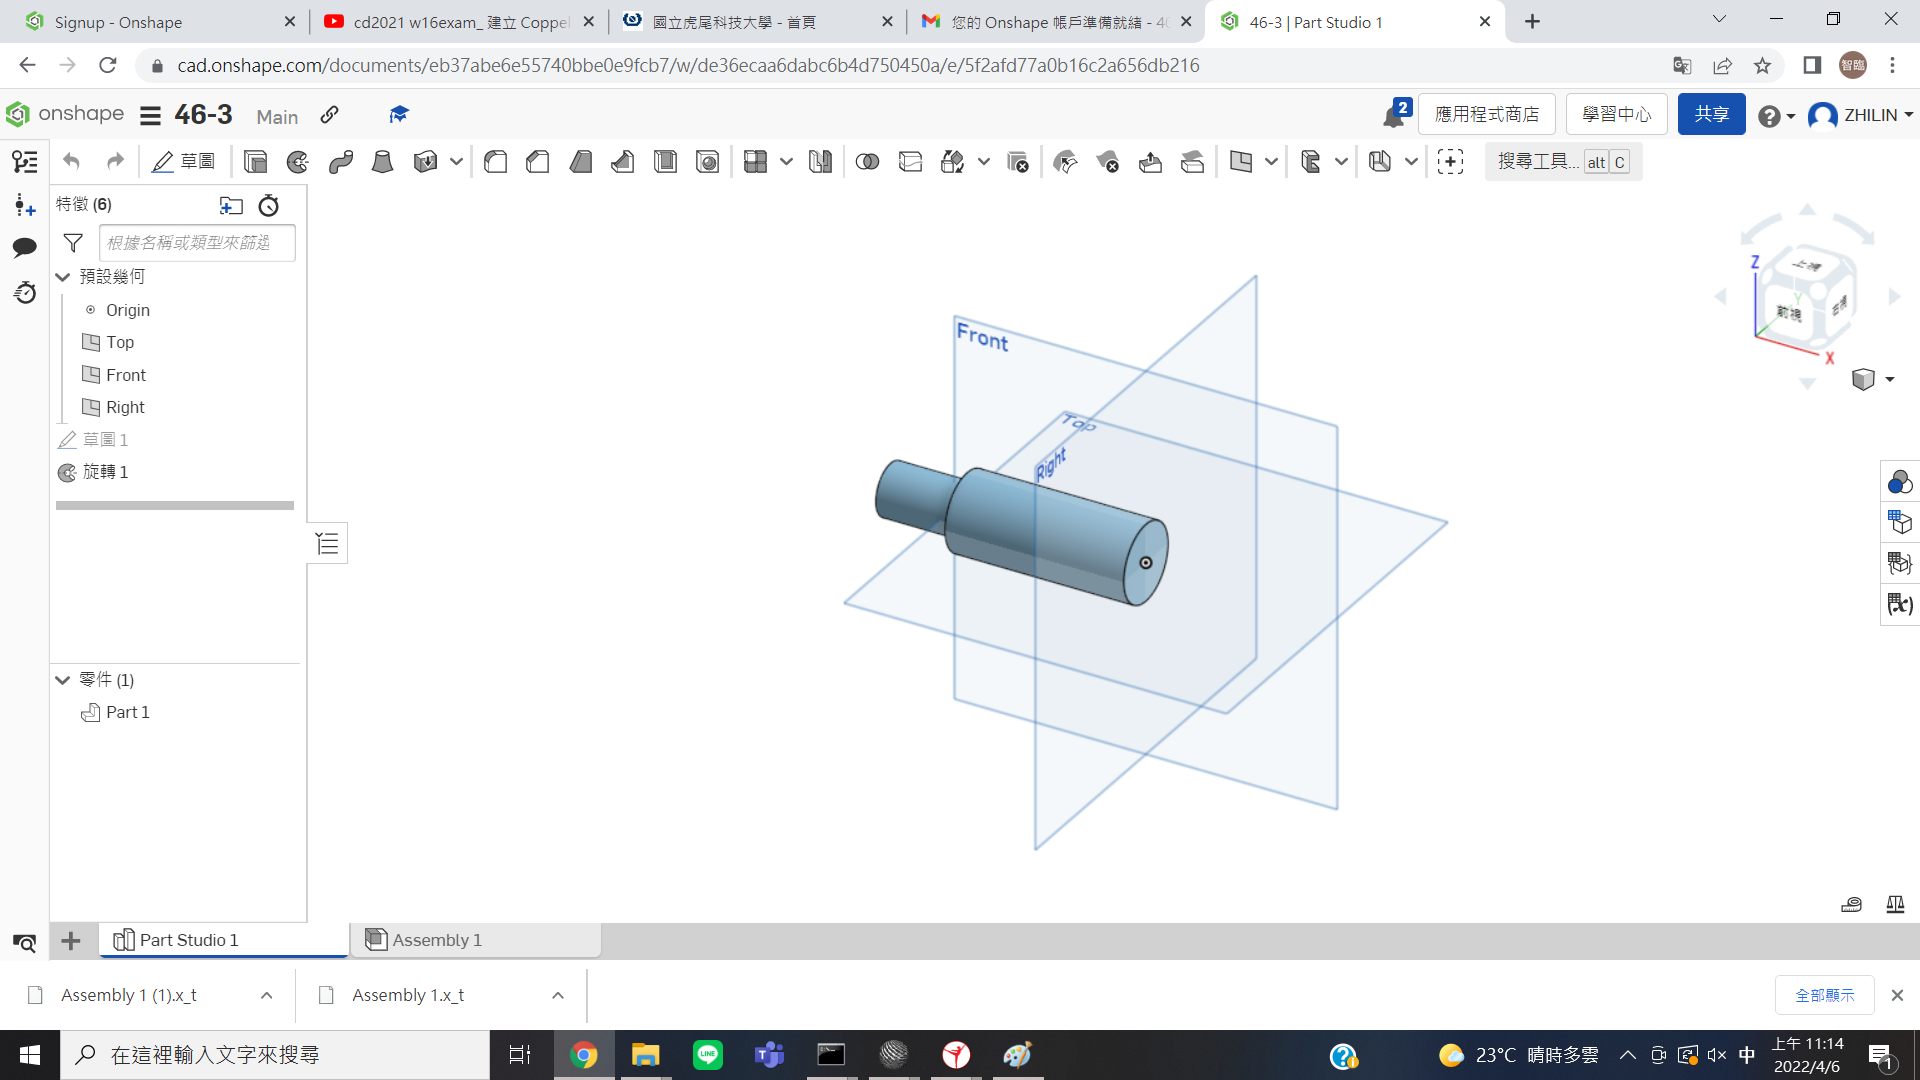 Signup - Onshape
cd2021 w16exam_ 建立 Coppel
國立虎尾科技大學 - 首頁
您的 Onshape 帳戶準備就緒 - 40
46-3 | Part Studio 1
cad.onshape.com/documents/eb37abe6e55740bbe0e9fcb7/w/de36ecaa6dabc6b4d750450a/e/5f2afd77a0b16c2a656db216
智臨
onshape
46-3
Main
2
應用程式商店
學習中心
共享
ZHILIN
草圖
搜尋工具... alt C
特徵 (6)
根據名稱或類型來篩選
預設幾何
Origin
Top
Front
Right
草圖 1
旋轉 1
零件 (1)
Part 1
Front
Top
Right
Z
上視
Y
前視
右視
X
Part Studio 1
Assembly 1
Assembly 1 (1).x_t
Assembly 1.x_t
全部顯示
在這裡輸入文字來搜尋
LINE
23°C 晴時多雲
中
上午 11:14
2022/4/6
1